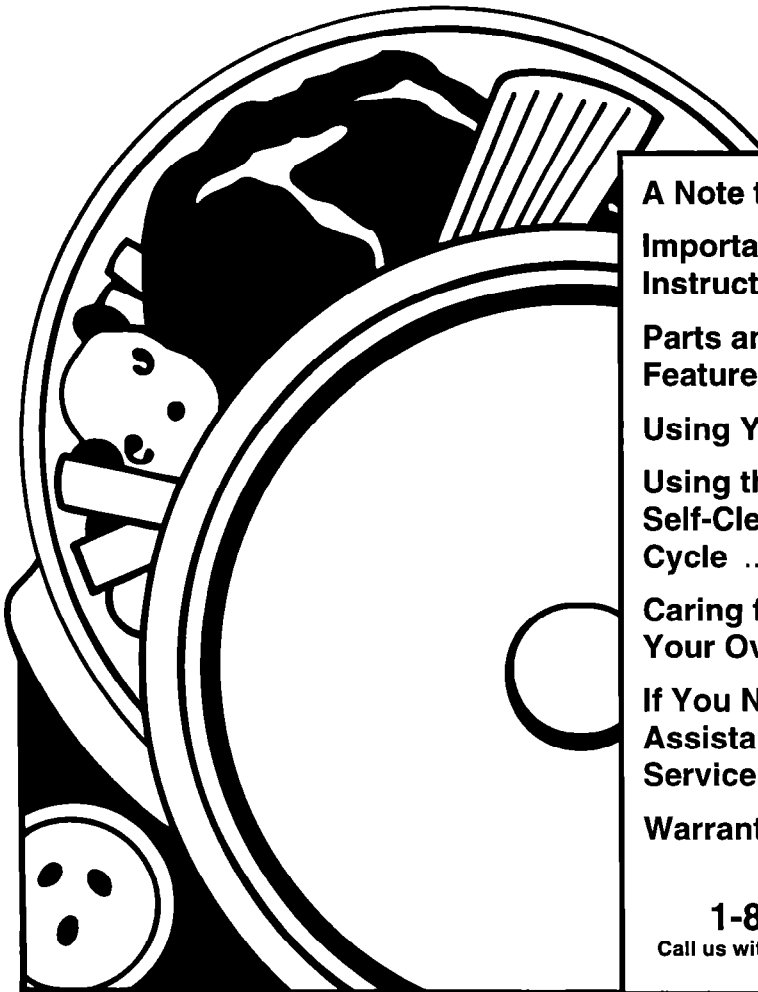 A Note t
Importa
Instruct
Parts ar
Feature
Using Y
Using th
Self-Cle
Cycle ..
Caring f
Your Ov
If You N
Assista
Service
Warrant
1-8
Call us wit